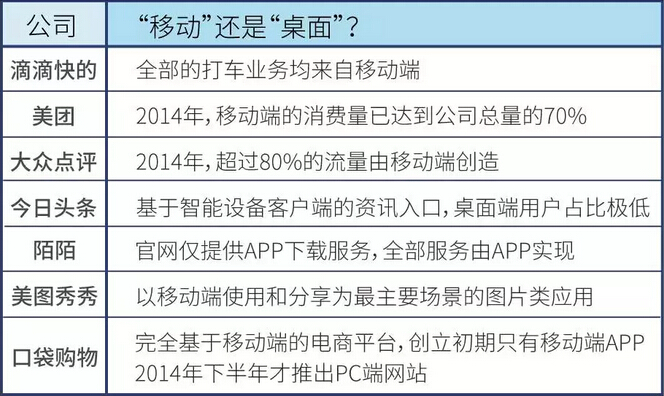 公司 “移动”还是“桌面”？
滴滴快的 全部的打车业务均来自移动端
美团 2014年，移动端的消费量已达到公司总量的70%
大众点评 2014年，超过80%的流量由移动端创造
今日头条 基于智能设备客户端的资讯入口，桌面端用户占比极低
陌陌 官网仅提供APP下载服务，全部服务由APP实现
美图秀秀 以移动端使用和分享为最主要场景的图片类应用
口袋购物 完全基于移动端的电商平台，创立初期只有移动端APP
2014年下半年才推出PC端网站